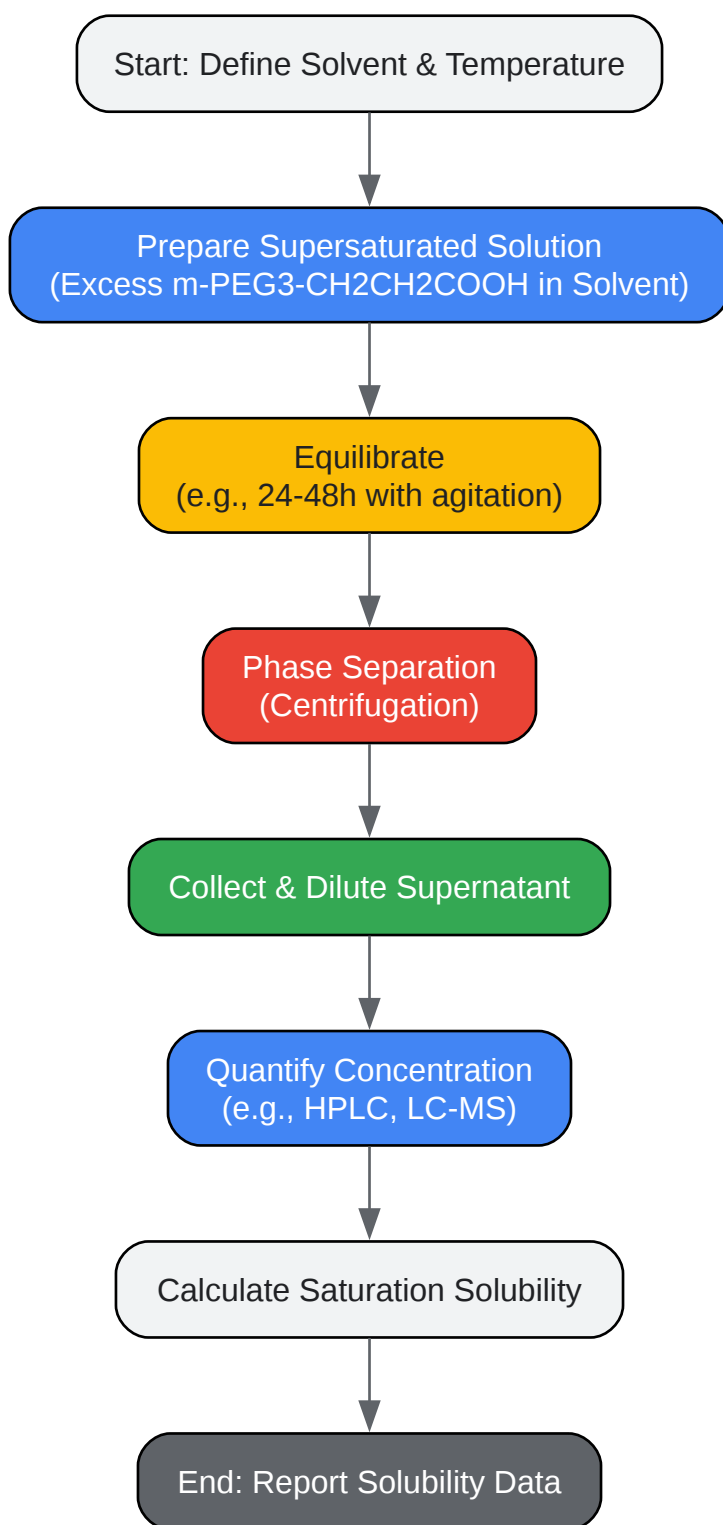 Start: Define Solvent & Temperature
Prepare Supersaturated Solution
(Excess m-PEG3-CH2CH2COOH in Solvent)
Equilibrate
(e.g., 24-48h with agitation)
Phase Separation
(Centrifugation)
Collect & Dilute Supernatant
Quantify Concentration
(e.g., HPLC, LC-MS)
Calculate Saturation Solubility
End: Report Solubility Data